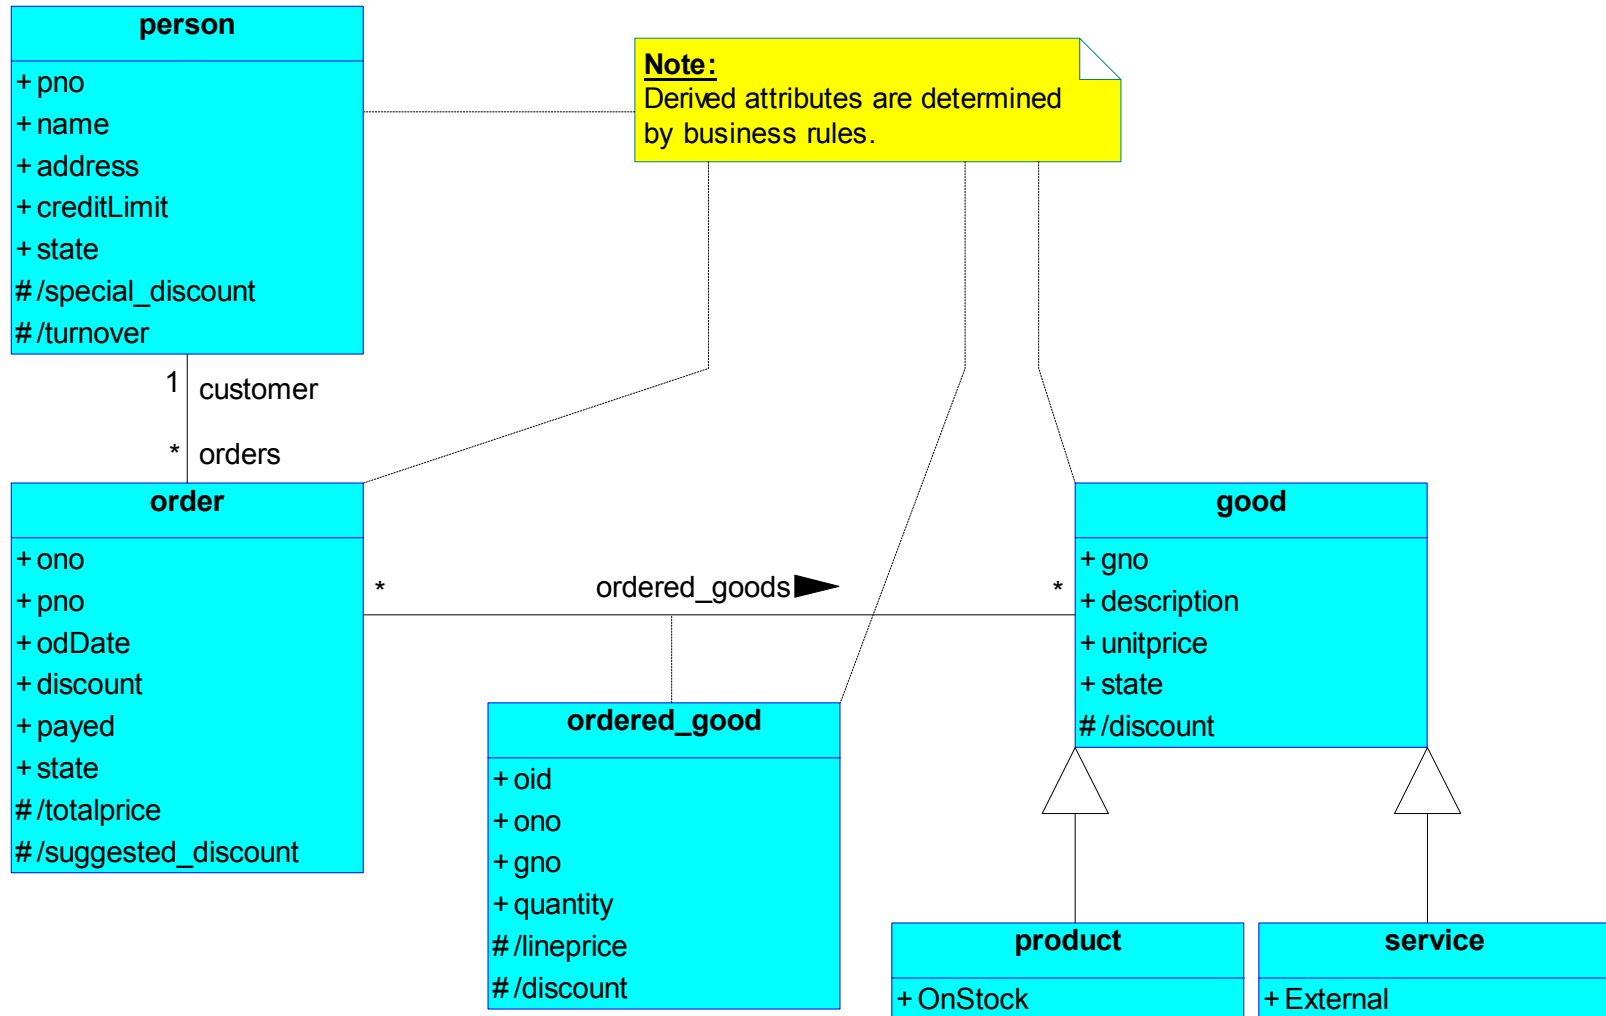 person
+ pno
+ name
+ address
+ creditLimit
+ state
# /special_discount
# /turnover
Note:
Derived attributes are determined
by business rules.
1 customer
* orders
order
+ ono
+ pno
+ odDate
+ discount
+ payed
+ state
# /totalprice
# /suggested_discount
* ordered_goods *
ordered_good
+ oid
+ ono
+ gno
+ quantity
# /lineprice
# /discount
good
+ gno
+ description
+ unitprice
+ state
# /discount
product
+ OnStock
service
+ External